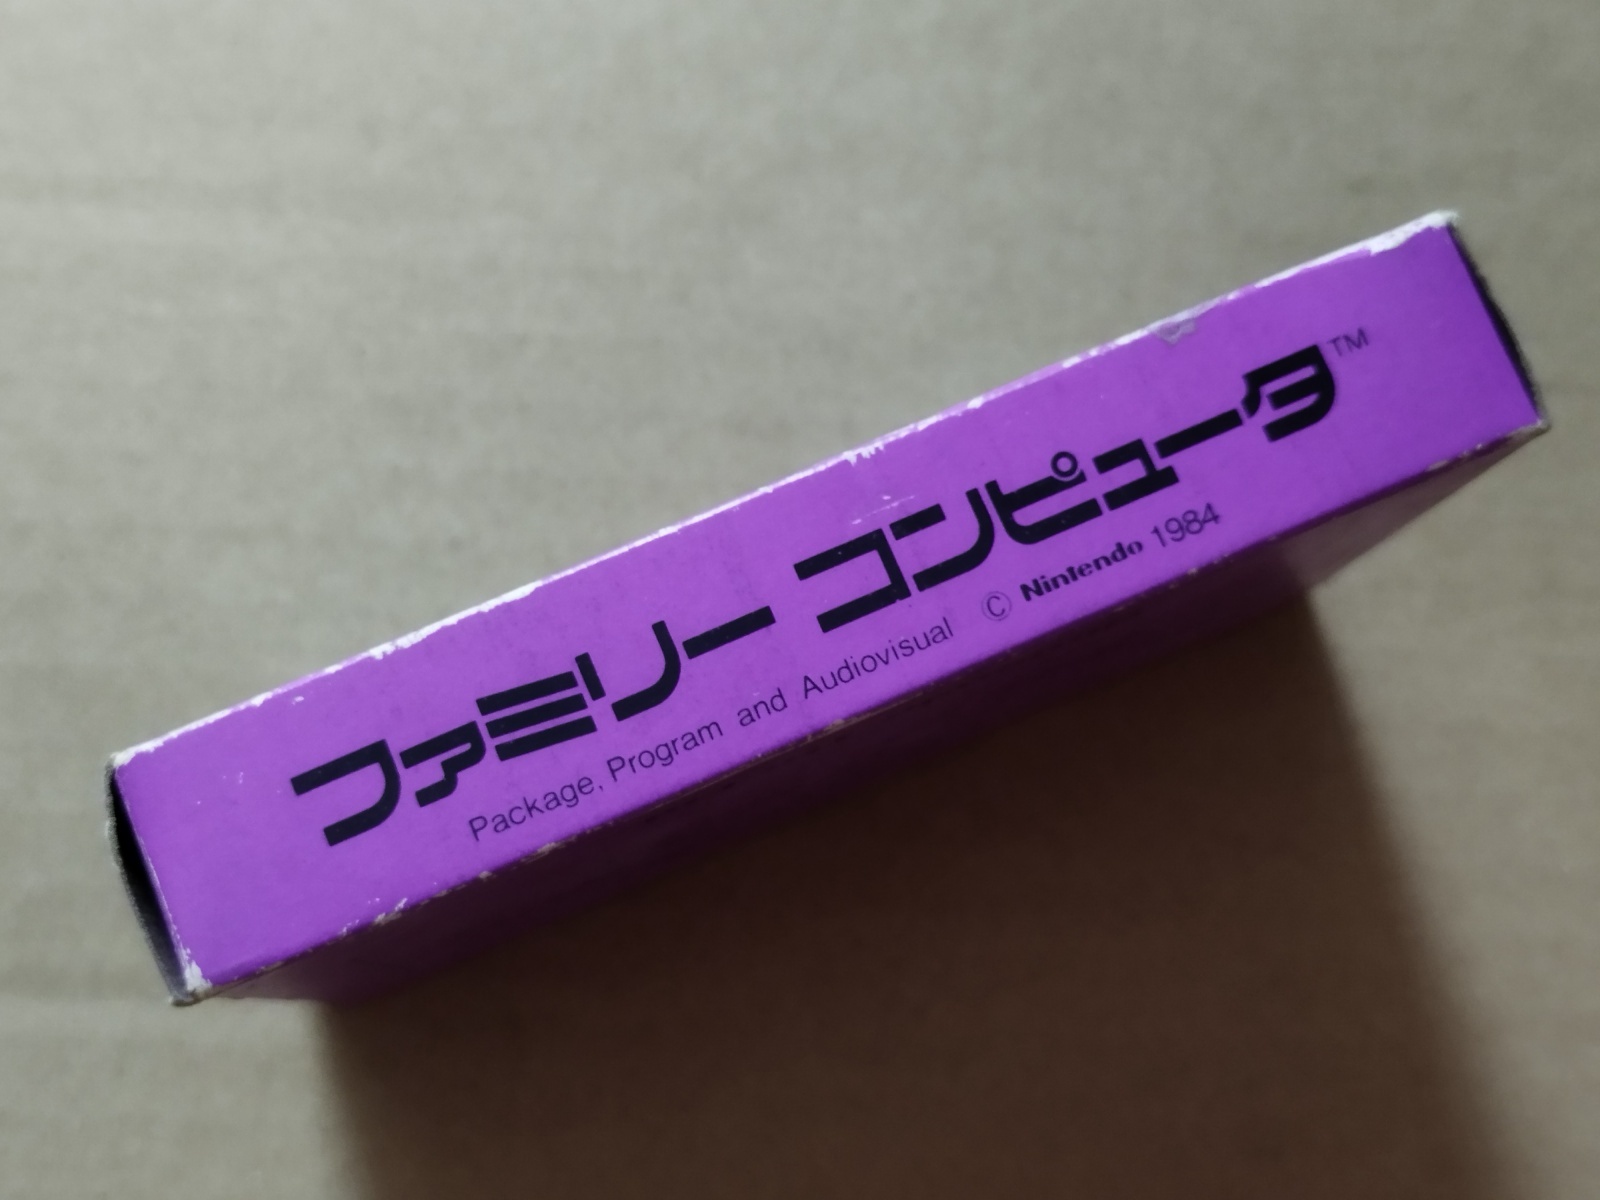 ファミリー コンピュータ™
Package, Program and Audiovisual © Nintendo 1984